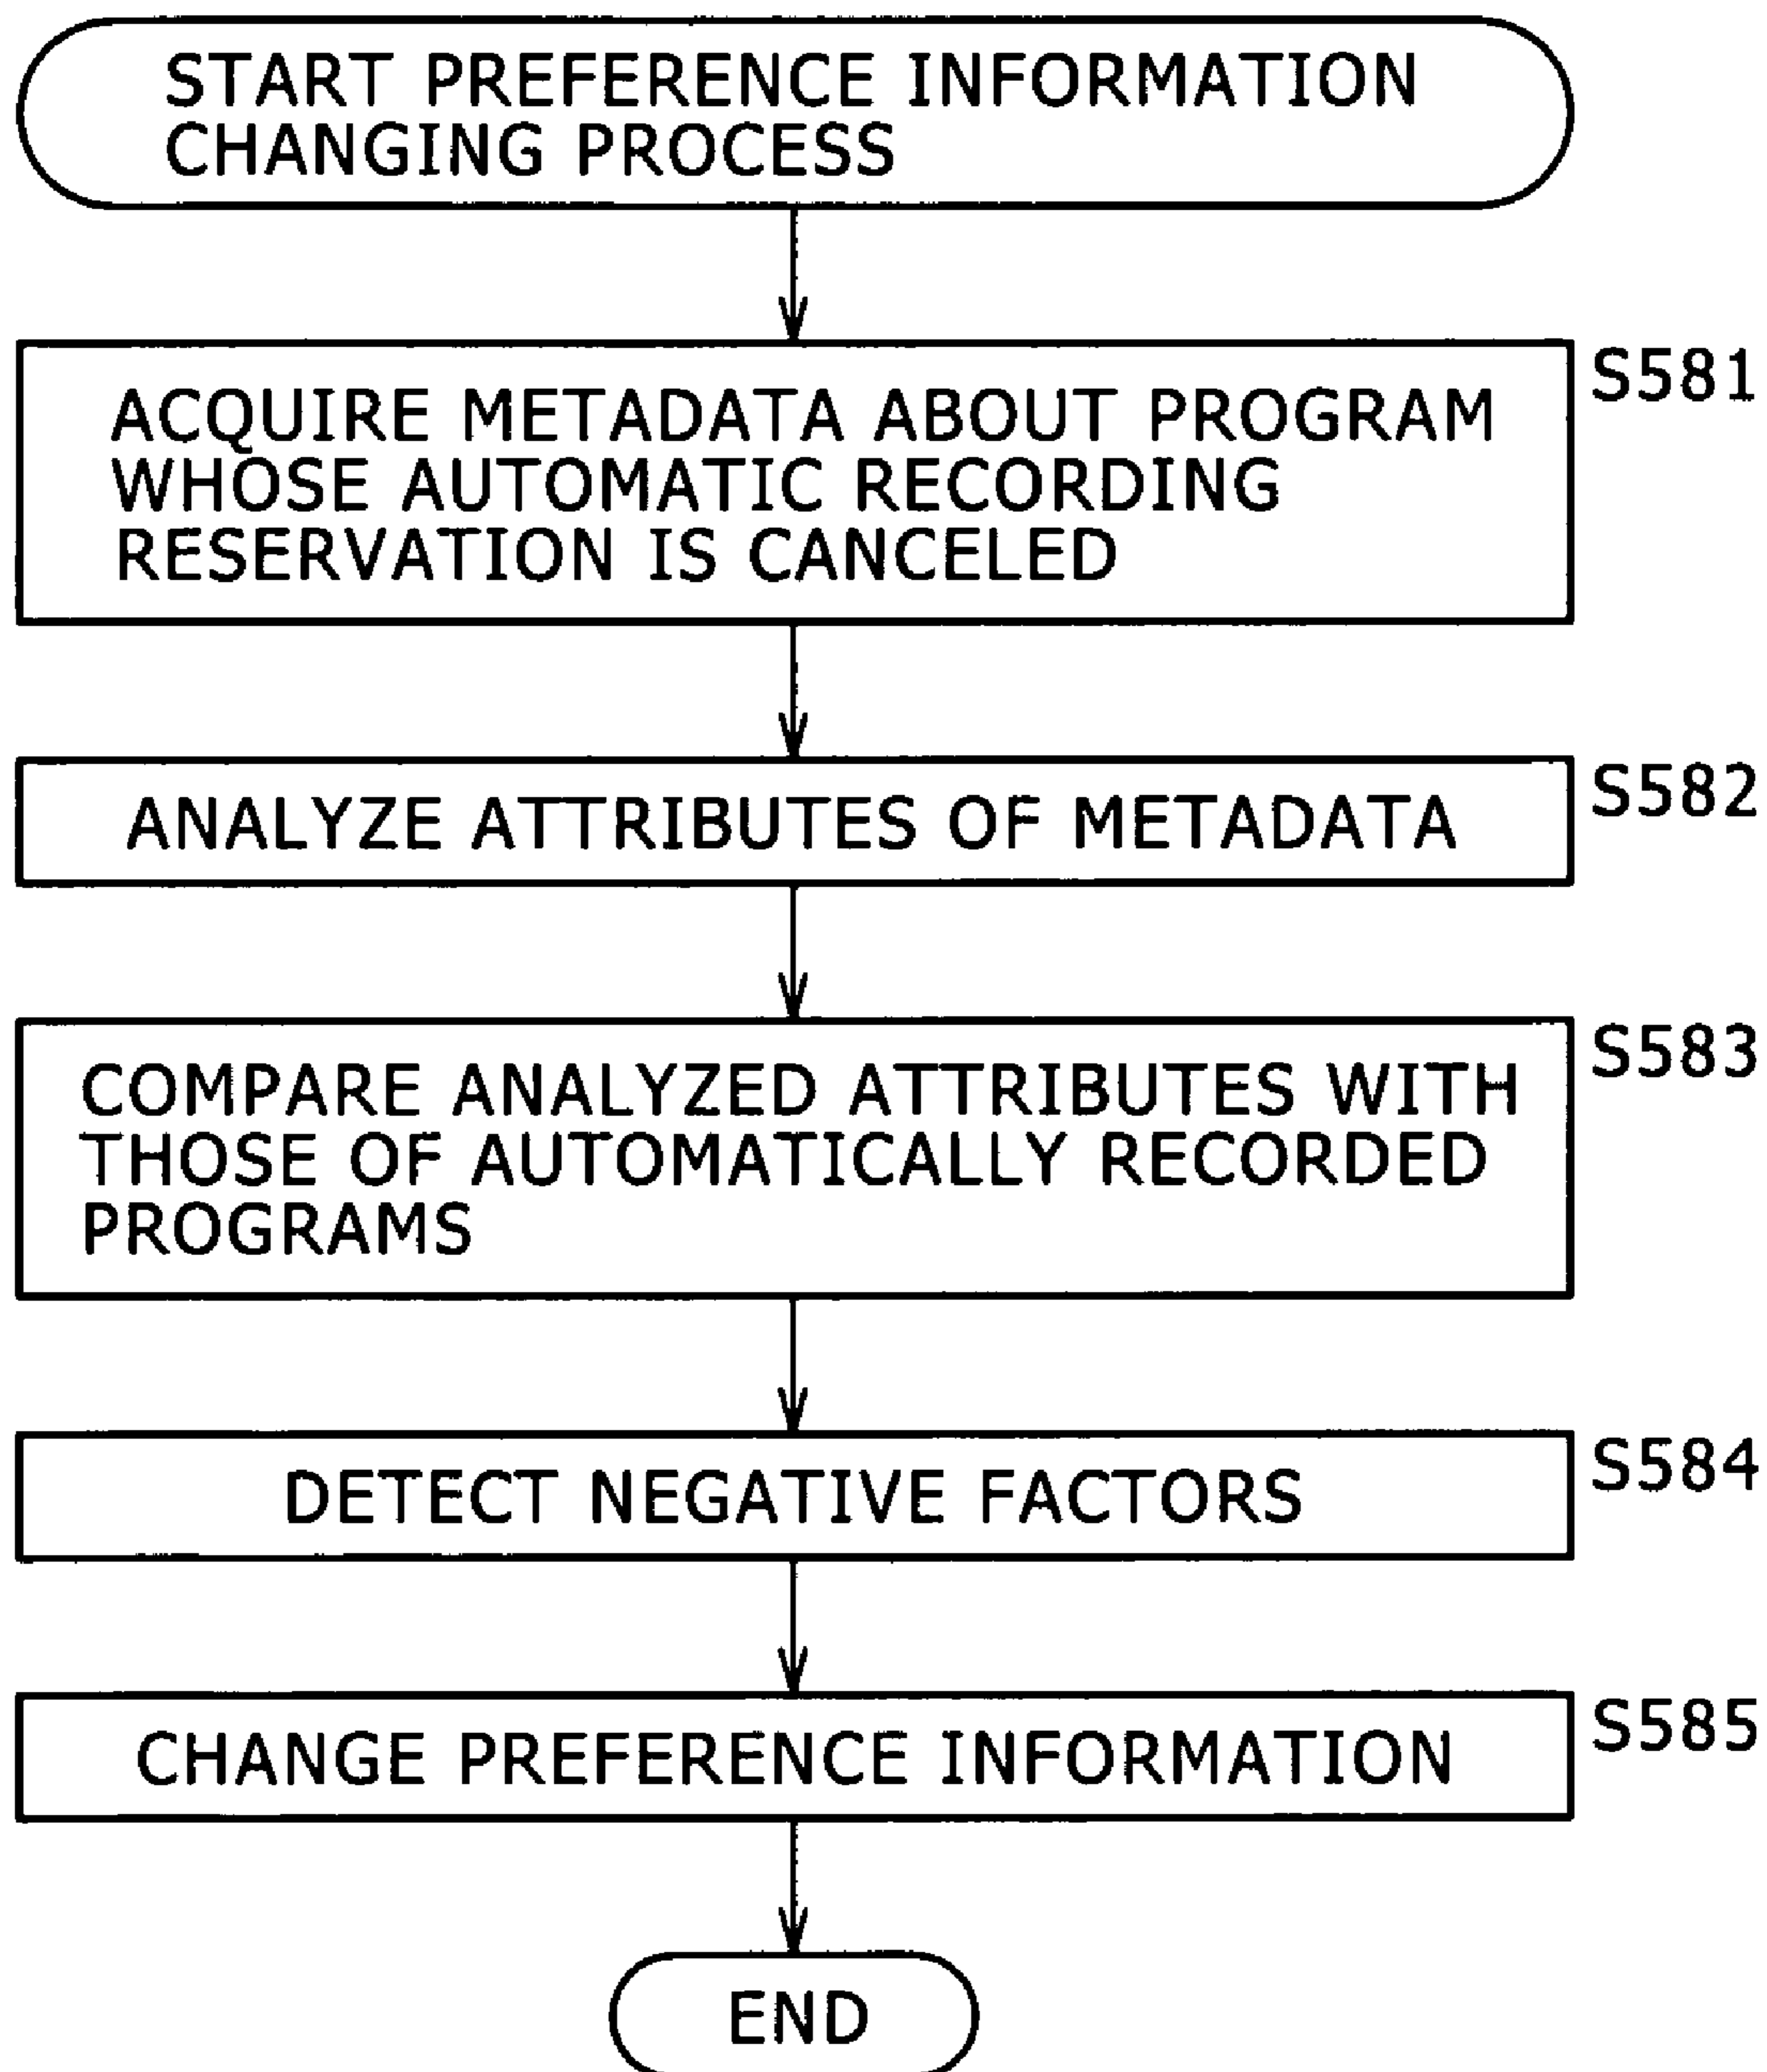 START PREFERENCE INFORMATION
CHANGING PROCESS
S581
ACQUIRE METADATA ABOUT PROGRAM
WHOSE AUTOMATIC RECORDING
RESERVATION IS CANCELED
S582
ANALYZE ATTRIBUTES OF METADATA
S583
COMPARE ANALYZED ATTRIBUTES WITH
THOSE OF AUTOMATICALLY RECORDED
PROGRAMS
S584
DETECT NEGATIVE FACTORS
S585
CHANGE PREFERENCE INFORMATION
END